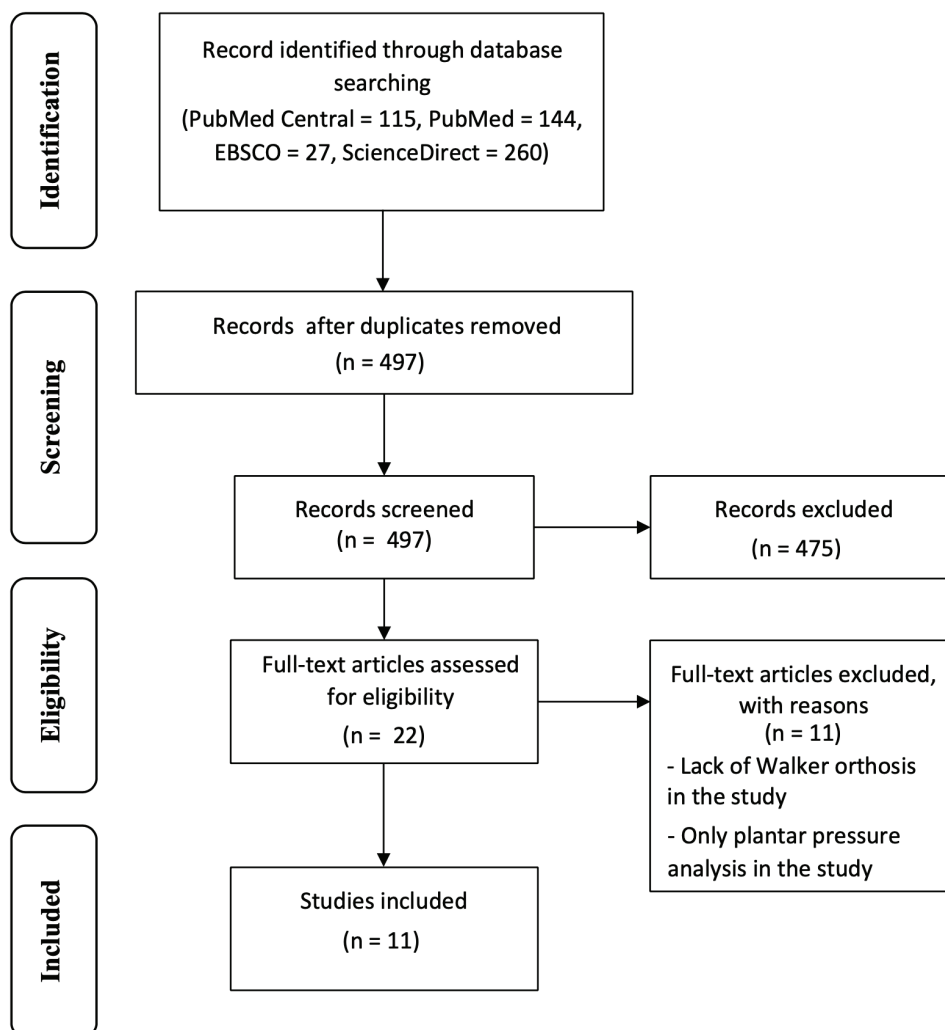 Identification
Record identified through database
searching
(PubMed Central = 115, PubMed = 144,
EBSCO = 27, ScienceDirect = 260)
Screening
Records after duplicates removed
(n = 497)
Records screened
(n = 497)
Records excluded
(n = 475)
Eligibility
Full-text articles assessed
for eligibility
(n = 22)
Full-text articles excluded,
with reasons
(n = 11)
- Lack of Walker orthosis
in the study
- Only plantar pressure
analysis in the study
Included
Studies included
(n = 11)